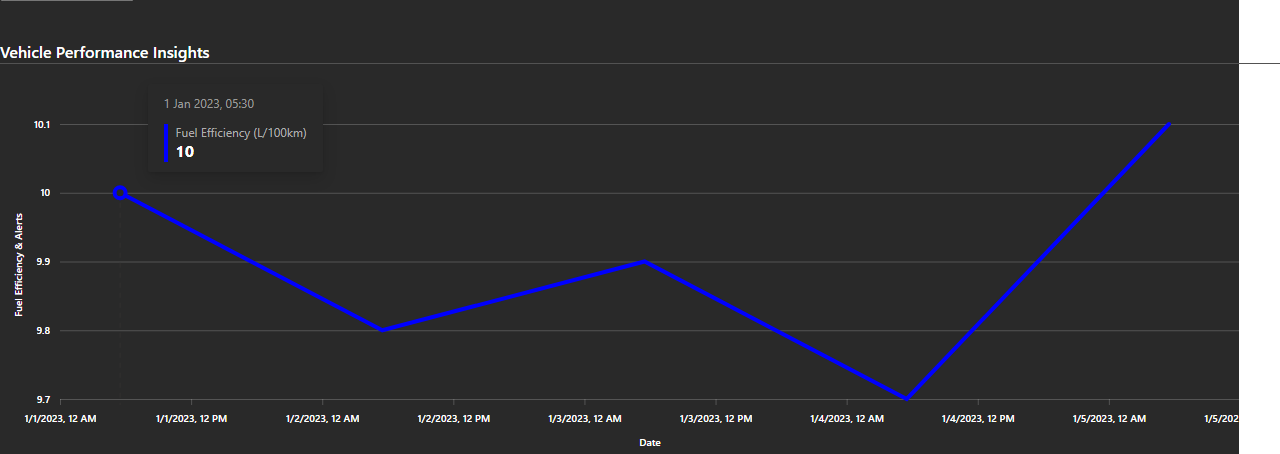 Vehicle Performance Insights
1 Jan 2023, 05:30
Fuel Efficiency (L/100km)
10
10.1
10
9.9
9.8
9.7
Fuel Efficiency & Alerts
1/1/2023, 12 AM
1/1/2023, 12 PM
1/2/2023, 12 AM
1/2/2023, 12 PM
1/3/2023, 12 AM
1/3/2023, 12 PM
1/4/2023, 12 AM
1/4/2023, 12 PM
1/5/2023, 12 AM
1/5/202
Date